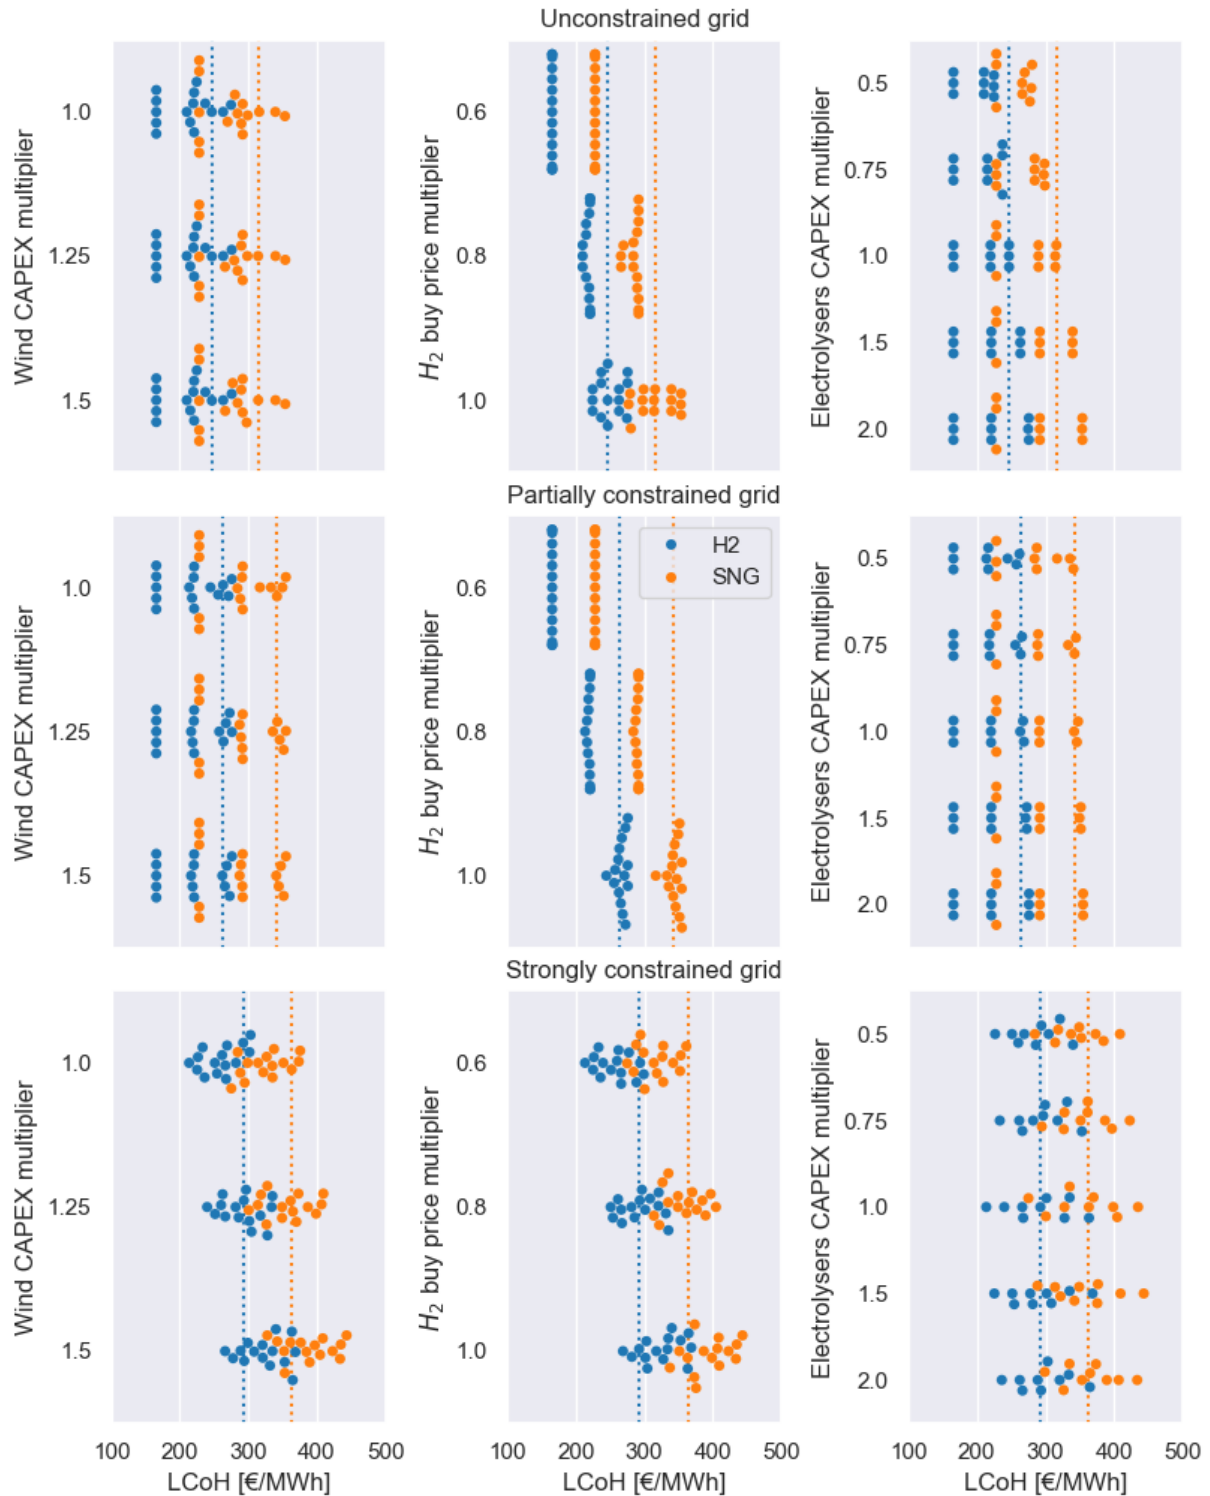 Unconstrained grid
Wind CAPEX multiplier
1.0
1.25
1.5
H₂ buy price multiplier
0.6
0.8
1.0
Electrolysers CAPEX multiplier
0.5
0.75
1.0
1.5
2.0
Partially constrained grid
Wind CAPEX multiplier
1.0
1.25
1.5
H₂ buy price multiplier
0.6
0.8
1.0
H2
SNG
Electrolysers CAPEX multiplier
0.5
0.75
1.0
1.5
2.0
Strongly constrained grid
Wind CAPEX multiplier
1.0
1.25
1.5
100 200 300 400 500
LCoH [€/MWh]
H₂ buy price multiplier
0.6
0.8
1.0
100 200 300 400 500
LCoH [€/MWh]
Electrolysers CAPEX multiplier
0.5
0.75
1.0
1.5
2.0
100 200 300 400 500
LCoH [€/MWh]